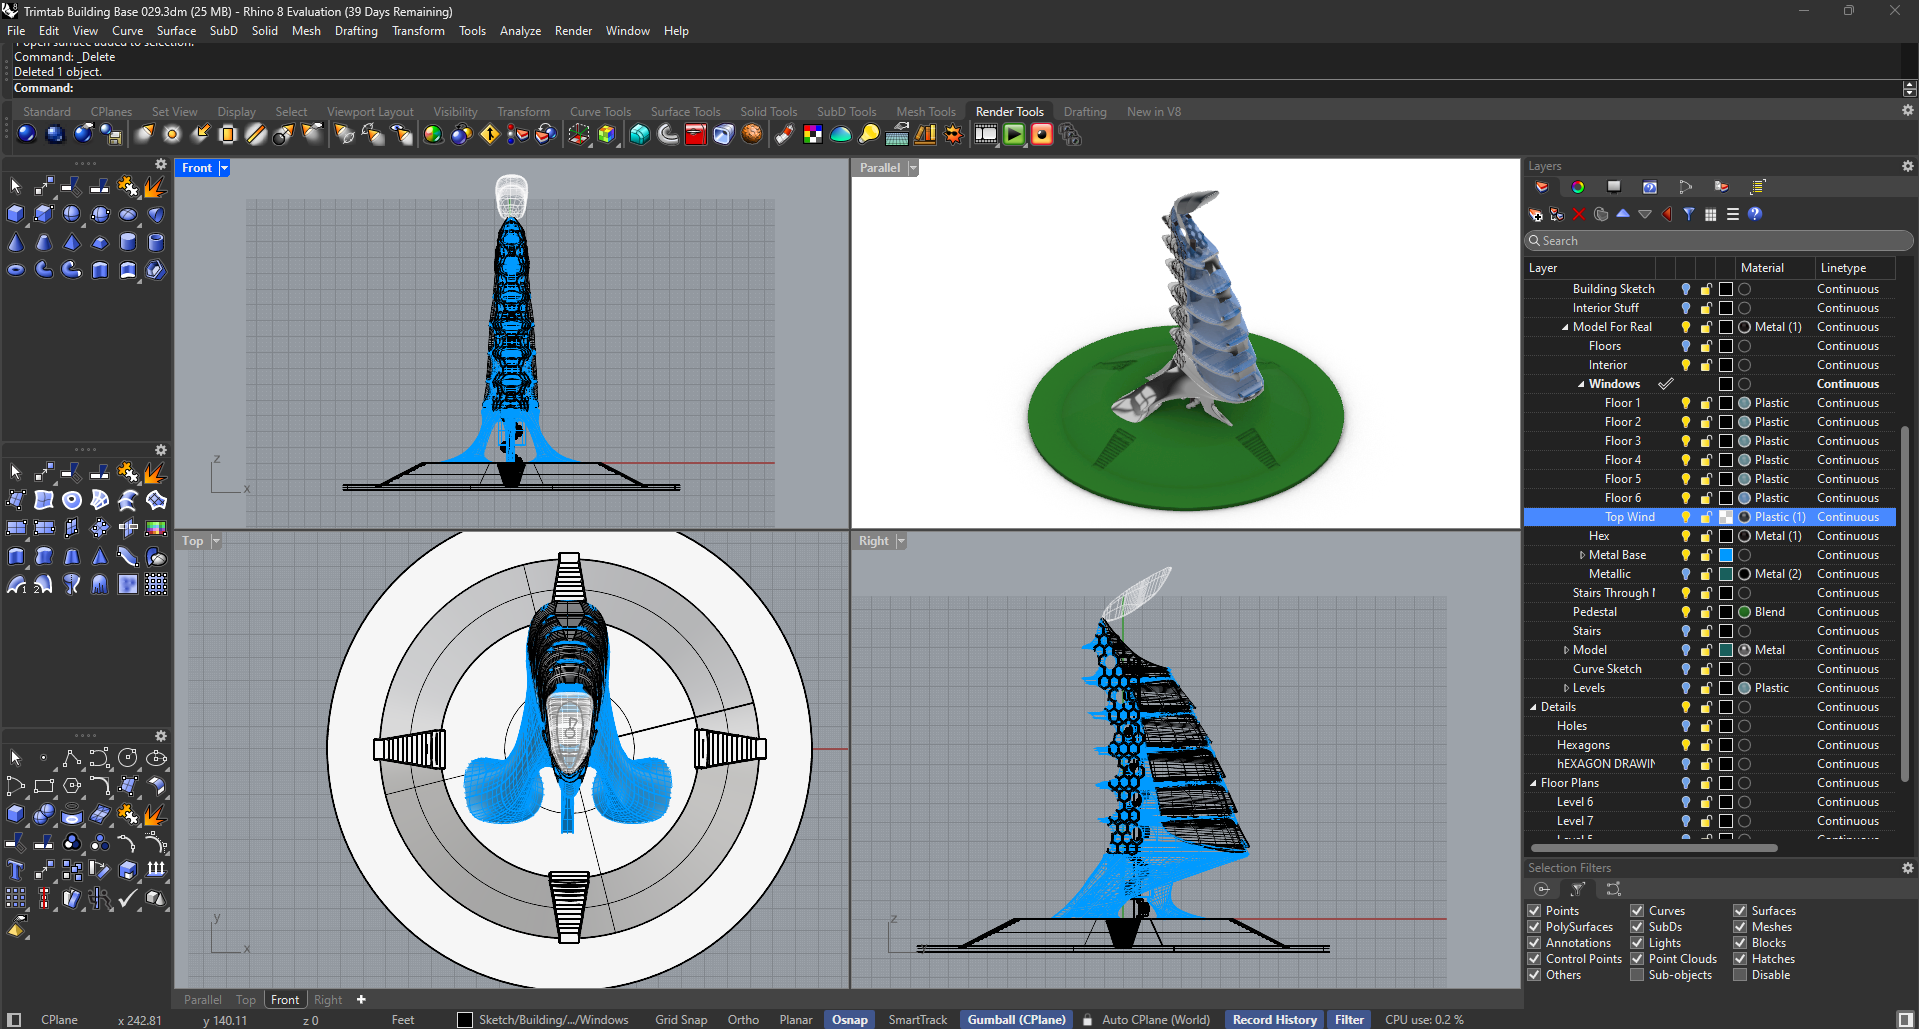 Trimtab Building Base 029.3dm (25 MB) - Rhino 8 Evaluation (39 Days Remaining)
File Edit View Curve Surface SubD Solid Mesh Drafting Transform Tools Analyze Render Window Help
1 open surface added to selection.
Command: _Delete
Deleted 1 object.
Command:
Standard CPlanes Set View Display Select Viewport Layout Visibility Transform Curve Tools Surface Tools Solid Tools SubD Tools Mesh Tools Render Tools Drafting New in V8
Front
Parallel
z
x
Top
Right
y
x
z
y
Layers
Search
Layer Material Linetype
Building Sketch Continuous
Interior Stuff Continuous
Model For Real Metal (1) Continuous
Floors Continuous
Interior Continuous
Windows Continuous
Floor 1 Plastic Continuous
Floor 2 Plastic Continuous
Floor 3 Plastic Continuous
Floor 4 Plastic Continuous
Floor 5 Plastic Continuous
Floor 6 Plastic Continuous
Top Wind Plastic (1) Continuous
Hex Metal (1) Continuous
Metal Base Continuous
Metallic Metal (2) Continuous
Stairs Through Continuous
Pedestal Blend Continuous
Stairs Continuous
Model Metal Continuous
Curve Sketch Continuous
Levels Plastic Continuous
Details Continuous
Holes Continuous
Hexagons Continuous
hEXAGON DRAWIN Continuous
Floor Plans Continuous
Level 6 Continuous
Level 7 Continuous
Selection Filters
Points Curves Surfaces
PolySurfaces SubDs Meshes
Annotations Lights Blocks
Control Points Point Clouds Hatches
Others Sub-objects Disable
Parallel Top Front Right
CPlane x 242.81 y 140.11 z 0 Feet Sketch/Building/.../Windows Grid Snap Ortho Planar Osnap SmartTrack Gumball (CPlane) Auto CPlane (World) Record History Filter CPU use: 0.2 %